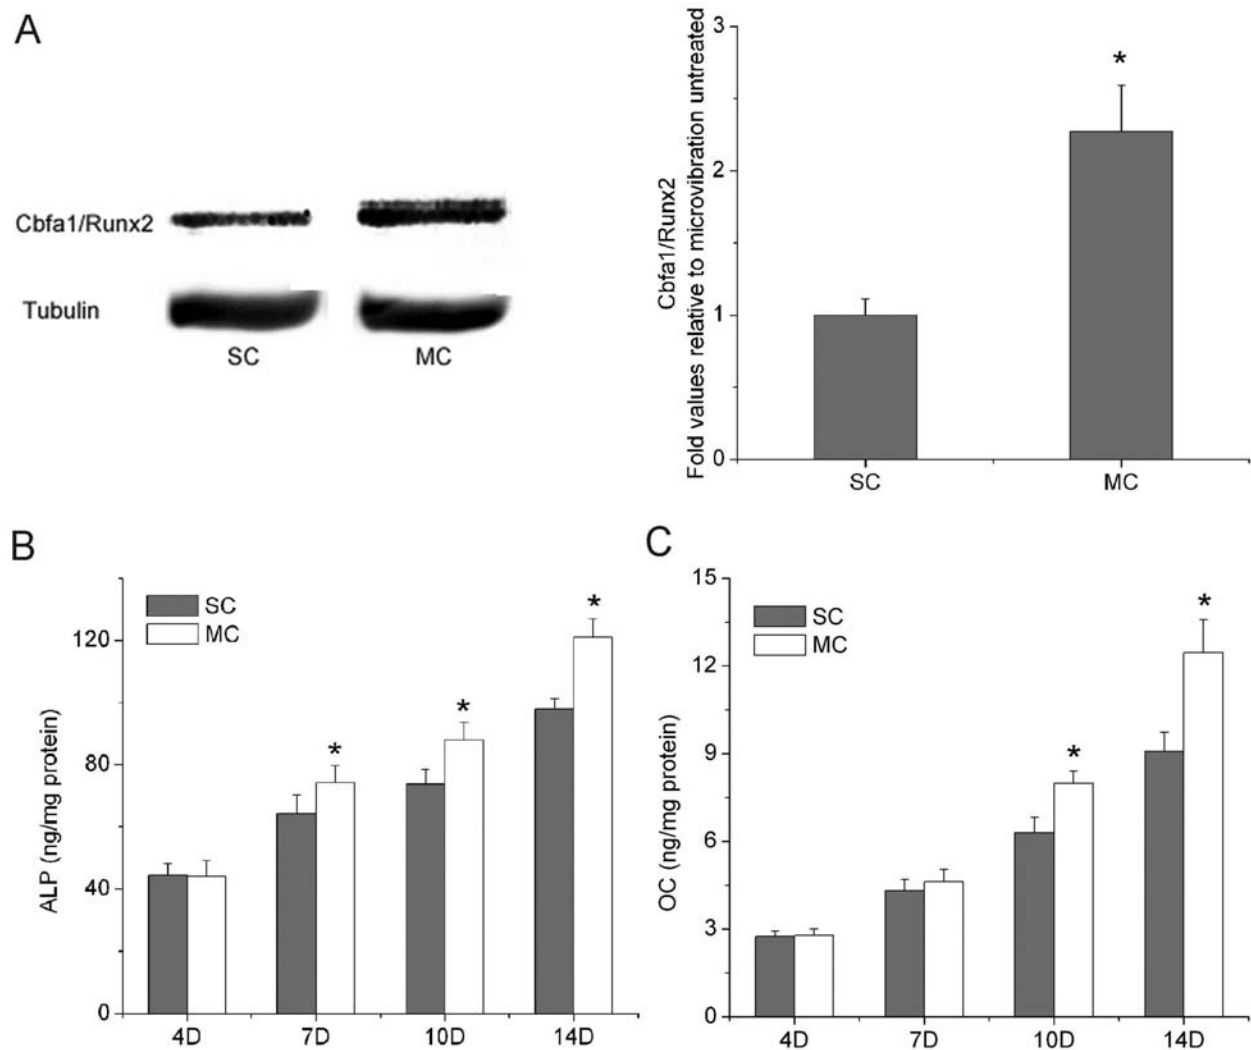 A
Cbfa1/Runx2
Tubulin
SC MC
Cbfa1/Runx2
Fold values relative to microvibration untreated
3
2
1
0
*
SC MC
B
SC
MC
ALP (ng/mg protein)
120
80
40
0
* * *
4D 7D 10D 14D
C
SC
MC
OC (ng/mg protein)
15
12
9
6
3
0
* *
4D 7D 10D 14D